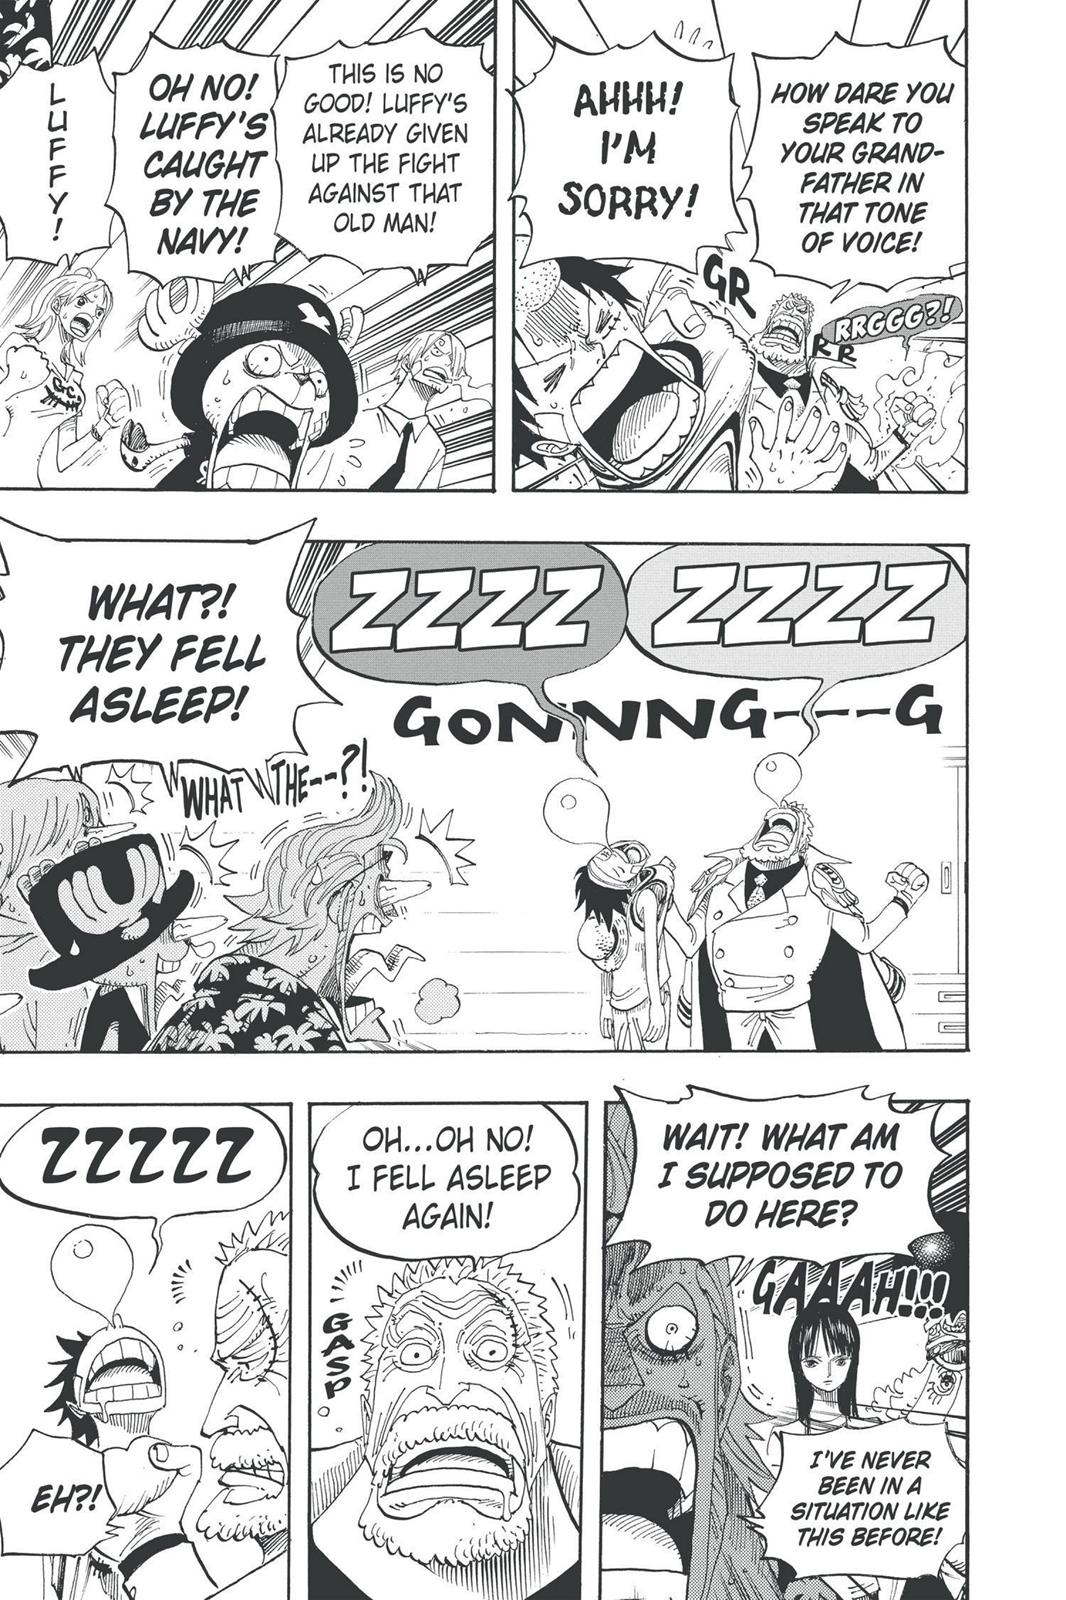 HOW DARE YOU
SPEAK TO
YOUR GRAND-
FATHER IN
THAT TONE
OF VOICE!
AHHH!
I'M
SORRY!
GR
RRGGG?!
RR
THIS IS NO
GOOD! LUFFY'S
ALREADY GIVEN
UP THE FIGHT
AGAINST THAT
OLD MAN!
OH NO!
LUFFY'S
CAUGHT
BY THE
NAVY!
LUFFY!
ZZZZ
ZZZZ
GONNNG---G
WHAT?!
THEY FELL
ASLEEP!
WHAT THE--?!
WAIT! WHAT AM
I SUPPOSED TO
DO HERE?
GAAAH!!!
I'VE NEVER
BEEN IN A
SITUATION LIKE
THIS BEFORE!
OH...OH NO!
I FELL ASLEEP
AGAIN!
GASP
ZZZZZ
EH?!